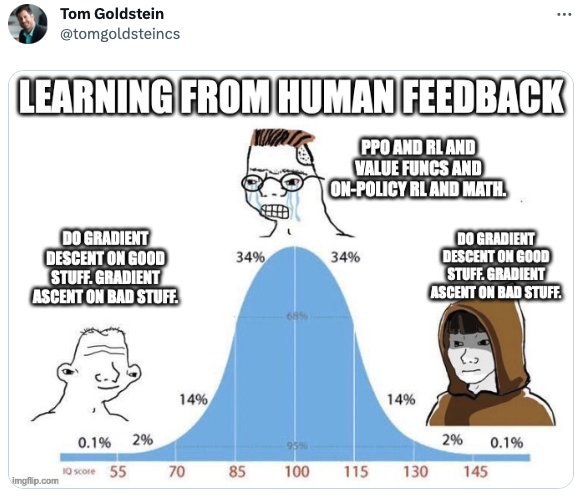 Tom Goldstein
@tomgoldsteincs
LEARNING FROM HUMAN FEEDBACK
PPO AND RL AND
VALUE FUNCS AND
ON-POLICY RL AND MATH.
DO GRADIENT
DESCENT ON GOOD
STUFF. GRADIENT
ASCENT ON BAD STUFF.
DO GRADIENT
DESCENT ON GOOD
STUFF. GRADIENT
ASCENT ON BAD STUFF.
34% 34%
68%
14% 14%
0.1% 2% 95% 2% 0.1%
IQ score 55 70 85 100 115 130 145
imgflip.com